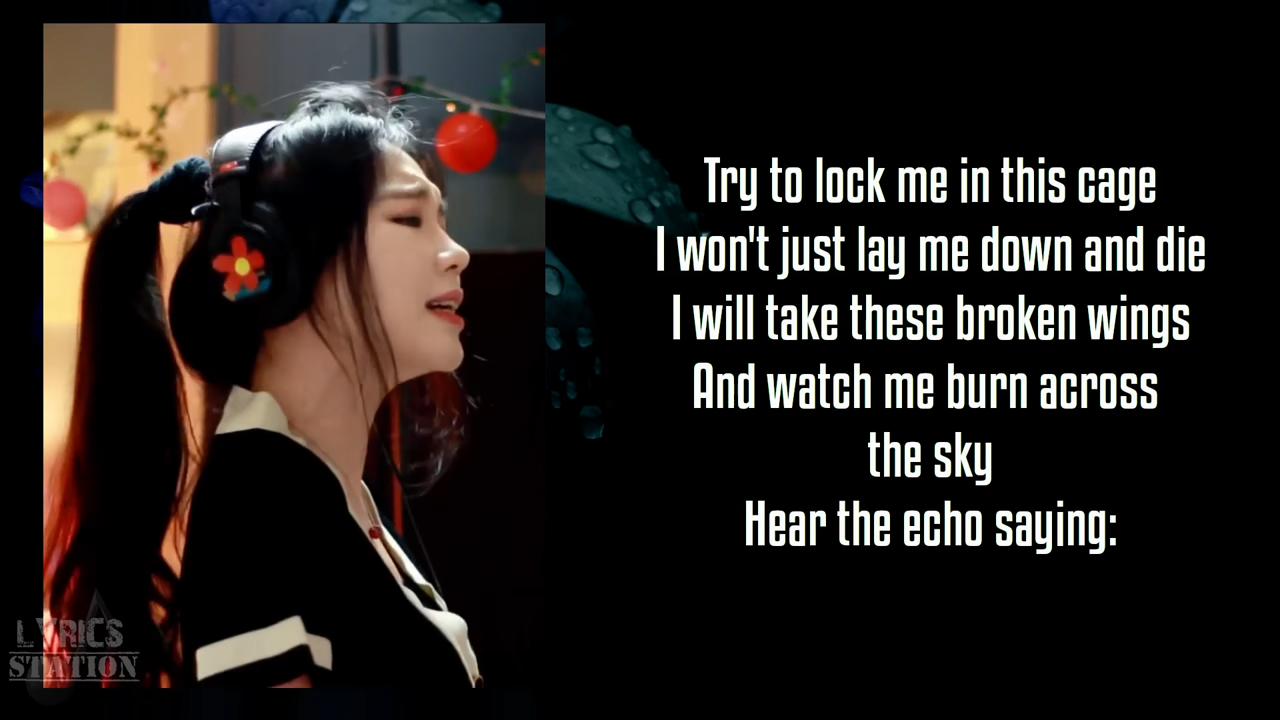 Try to lock me in this cage
I won't just lay me down and die
I will take these broken wings
And watch me burn across
the sky
Hear the echo saying:
LYRICS
STATION